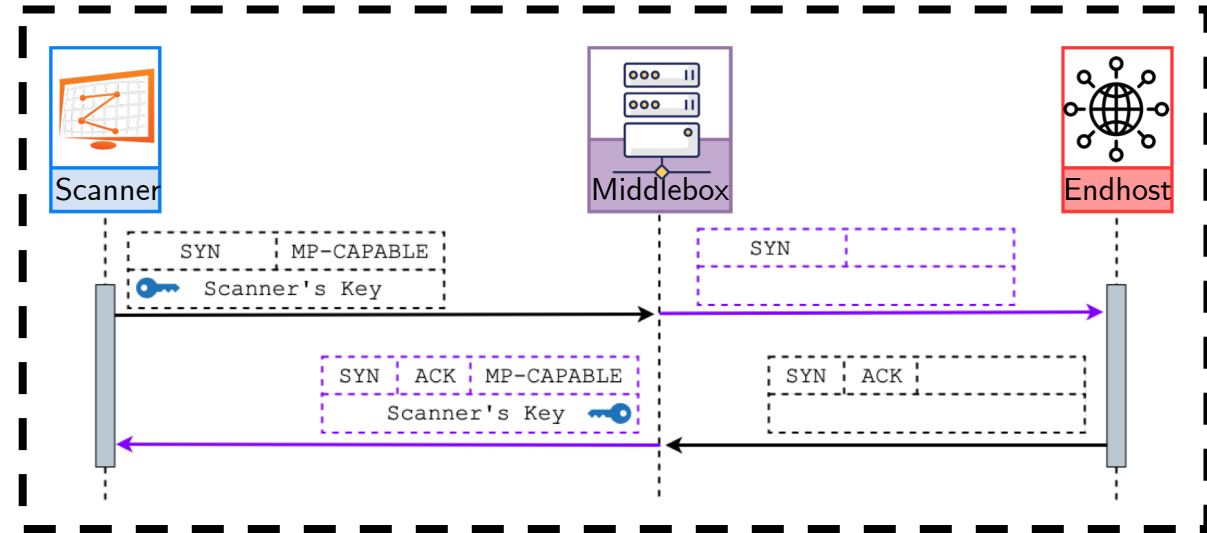 Scanner
Middlebox
Endhost
SYN MP-CAPABLE
Scanner's Key
SYN
SYN ACK MP-CAPABLE
Scanner's Key
SYN ACK